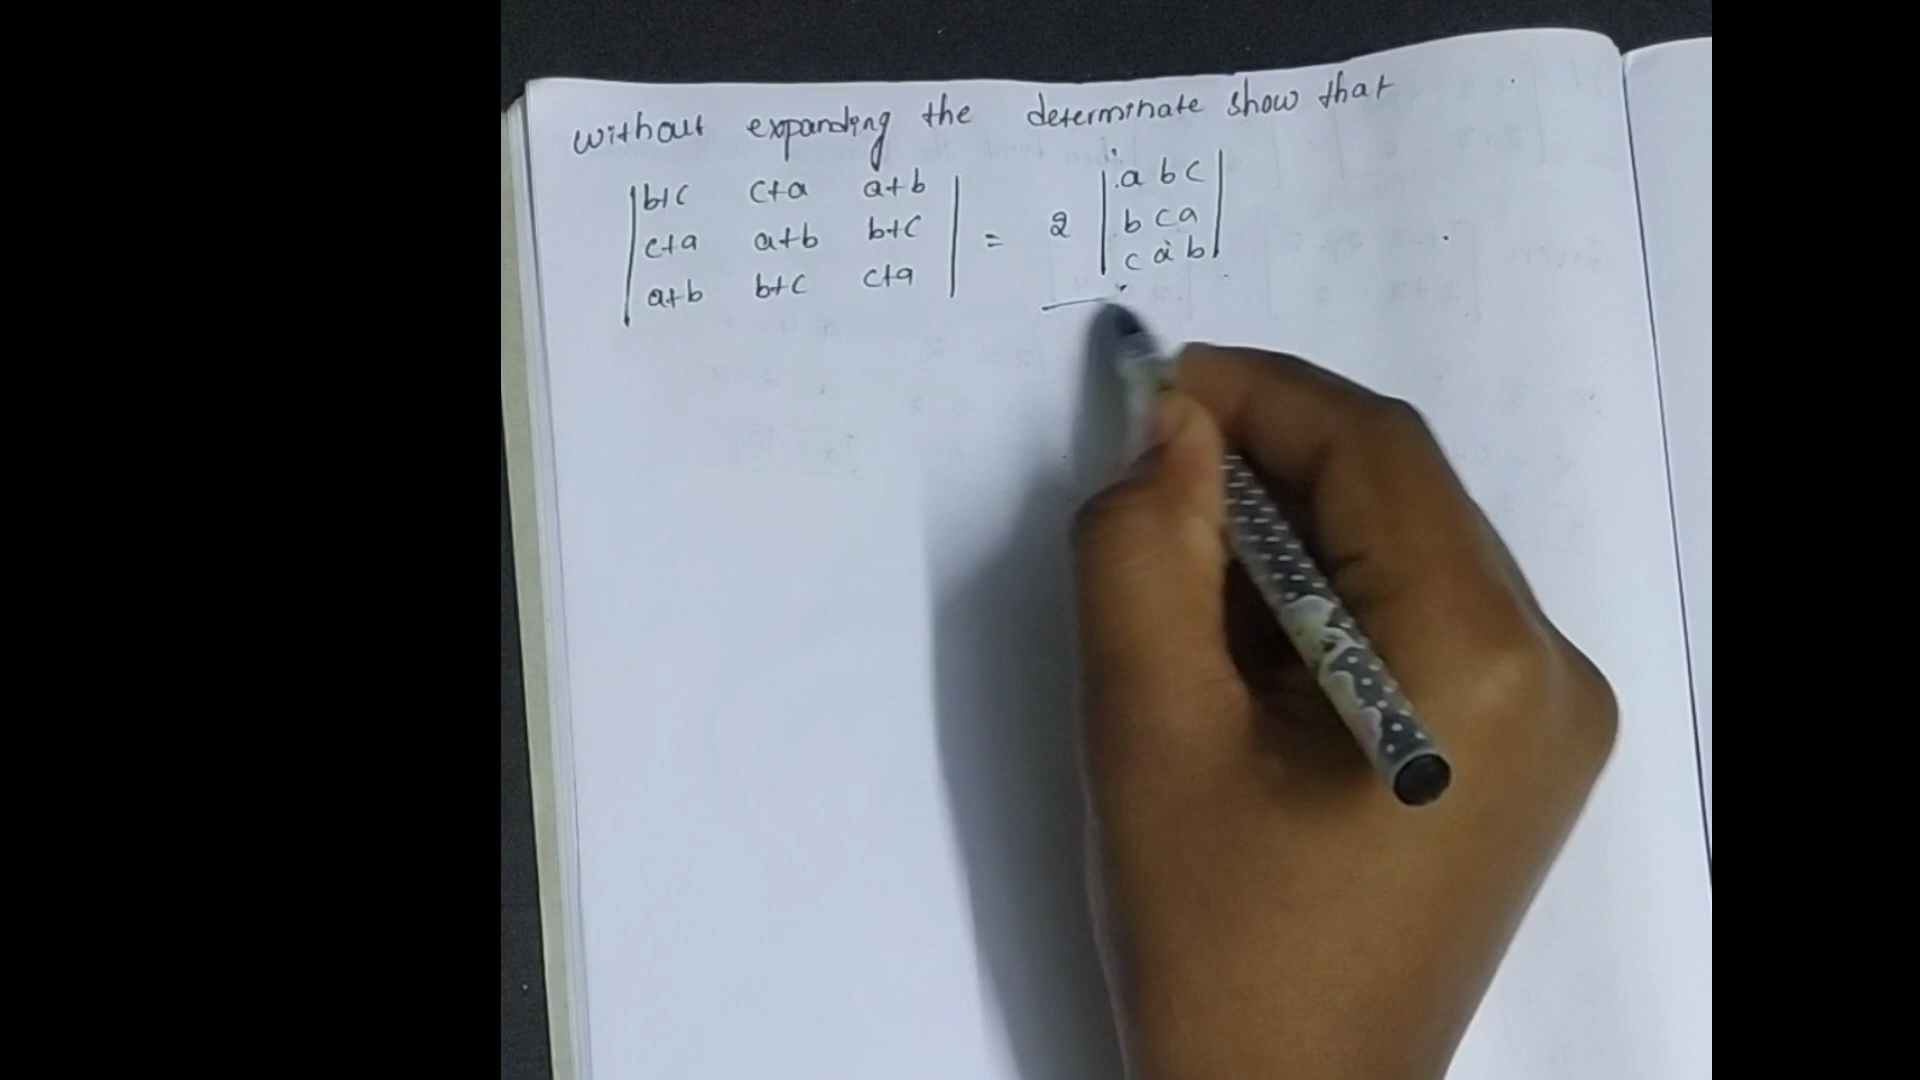 without expanding the determinate show that
| b+c c+a a+b | = 2 | a b c |
| c+a a+b b+c | | b c a |
| a+b b+c c+a | | c a b |